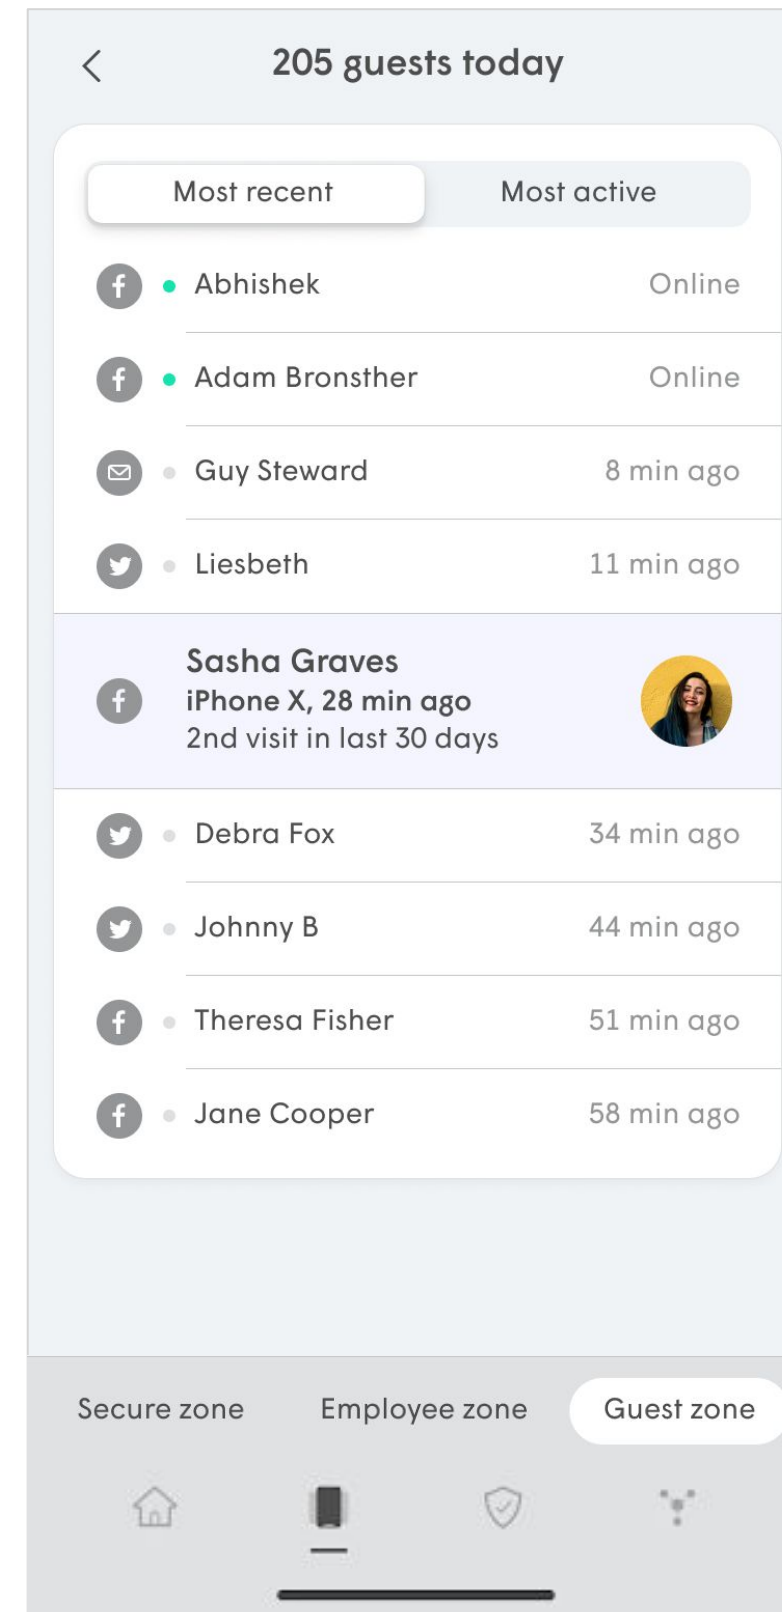 205 guests today
Most recent Most active
Abhishek Online
Adam Bronsther Online
Guy Steward 8 min ago
Liesbeth 11 min ago
Sasha Graves
iPhone X, 28 min ago
2nd visit in last 30 days
Debra Fox 34 min ago
Johnny B 44 min ago
Theresa Fisher 51 min ago
Jane Cooper 58 min ago
Secure zone Employee zone Guest zone